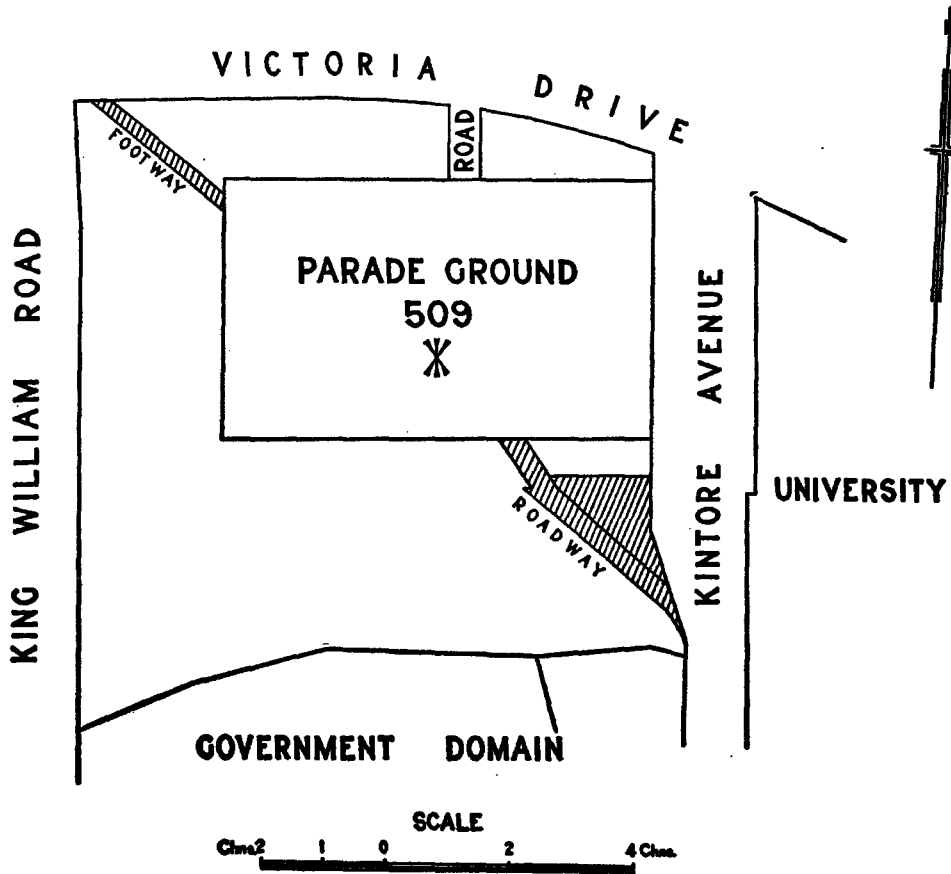 VICTORIA DRIVE
ROAD
FOOTWAY
KING WILLIAM ROAD
PARADE GROUND
509
KINTORE AVENUE
UNIVERSITY
ROADWAY
GOVERNMENT DOMAIN
SCALE
Chns. 2 1 0 2 4 Chns.